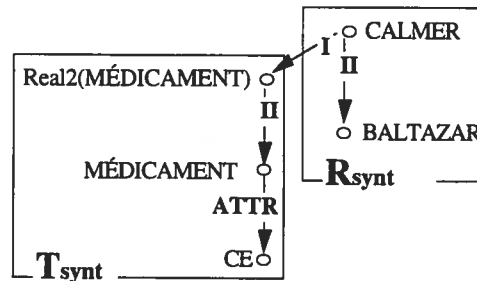 CALMER
I
II
Real2(MÉDICAMENT)
II
BALTAZAR
MÉDICAMENT
Rsynt
ATTR
CE
Tsynt